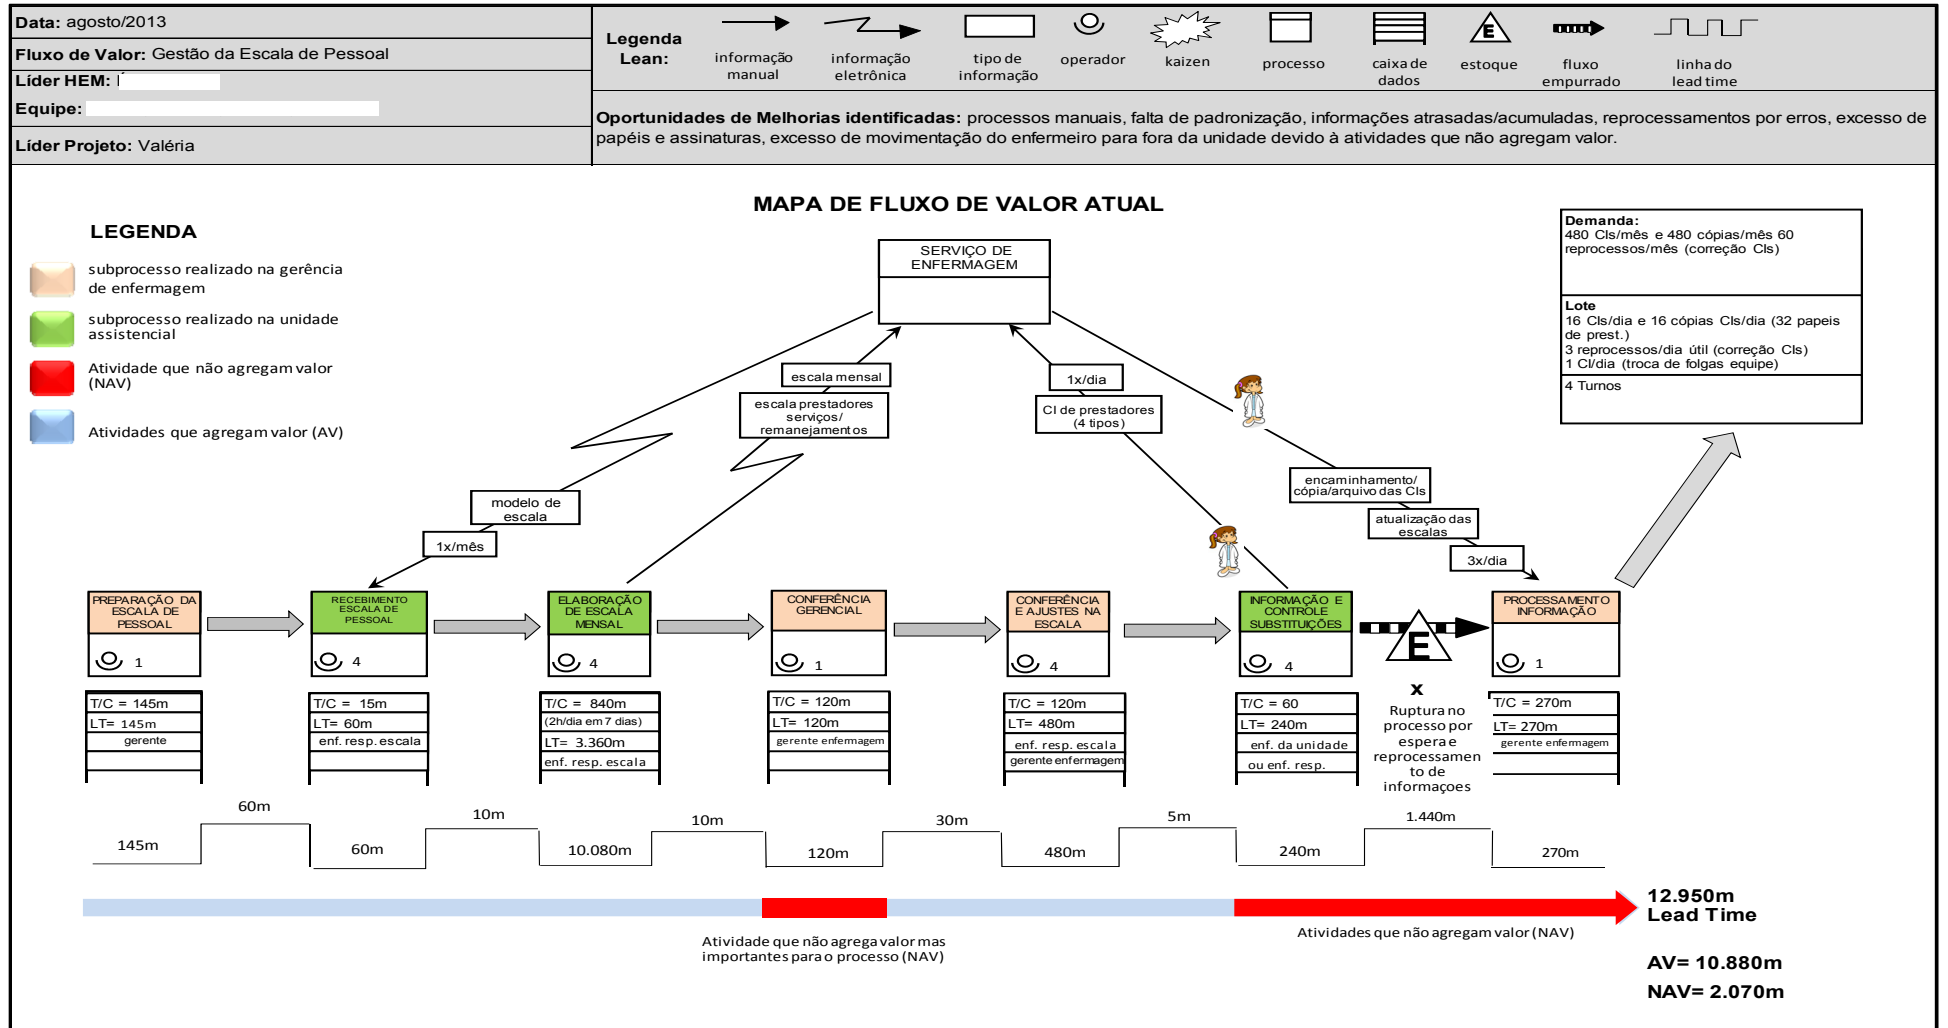 Data: agosto/2013
Fluxo de Valor: Gestão da Escala de Pessoal
Líder HEM:
Equipe:
Líder Projeto: Valéria
Legenda
Lean:
informação
manual
informação
eletrônica
tipo de
informação
operador
kaizen
processo
caixa de
dados
E
estoque
fluxo
empurrado
linha do
lead time
Oportunidades de Melhorias identificadas: processos manuais, falta de padronização, informações atrasadas/acumuladas, reprocessamentos por erros, excesso de
papéis e assinaturas, excesso de movimentação do enfermeiro para fora da unidade devido à atividades que não agregam valor.
MAPA DE FLUXO DE VALOR ATUAL
LEGENDA
subprocesso realizado na gerência
de enfermagem
subprocesso realizado na unidade
assistencial
Atividade que não agregam valor
(NAV)
Atividades que agregam valor (AV)
SERVIÇO DE
ENFERMAGEM
Demanda:
480 CIs/mês e 480 cópias/mês 60
reprocessos/mês (correção CIs)
Lote
16 CIs/dia e 16 cópias CIs/dia (32 papeis
de prest.)
3 reprocessos/dia útil (correção CIs)
1 CI/dia (troca de folgas equipe)
4 Turnos
escala mensal
escala prestadores
serviços/
remanejamentos
1x/dia
CI de prestadores
(4 tipos)
modelo de
escala
1x/mês
encaminhamento/
cópia/arquivo das CIs
atualização das
escalas
3x/dia
PREPARAÇÃO DA
ESCALA DE
PESSOAL
1
RECEBIMENTO
ESCALA DE
PESSOAL
4
ELABORAÇÃO
DE ESCALA
MENSAL
4
CONFERÊNCIA
GERENCIAL
1
CONFERÊNCIA
E AJUSTES NA
ESCALA
4
INFORMAÇÃO E
CONTROLE
SUBSTITUIÇÕES
4
E
PROCESSAMENTO
INFORMAÇÃO
1
T/C = 145m
LT= 145m
gerente
T/C = 15m
LT= 60m
enf. resp. escala
T/C = 840m
(2h/dia em 7 dias)
LT= 3.360m
enf. resp. escala
T/C = 120m
LT= 120m
gerente enfermagem
T/C = 120m
LT= 480m
enf. resp. escala
gerente enfermagem
T/C = 60
LT= 240m
enf. da unidade
ou enf. resp.
x
Ruptura no
processo por
espera e
reprocessamen
to de
informaçoes
T/C = 270m
LT= 270m
gerente enfermagem
60m
10m
10m
30m
5m
1.440m
145m
60m
10.080m
120m
480m
240m
270m
12.950m
Lead Time
Atividade que não agrega valor mas
importantes para o processo (NAV)
Atividades que não agregam valor (NAV)
AV= 10.880m
NAV= 2.070m